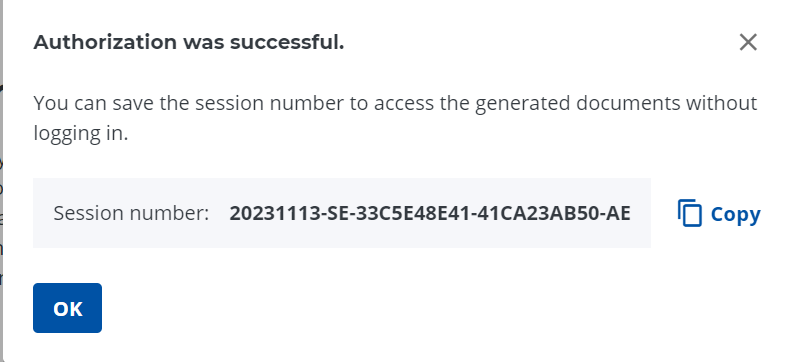 Authorization was successful.
You can save the session number to access the generated documents without
logging in.
Session number: 20231113-SE-33C5E48E41-41CA23AB50-AE
Copy
OK